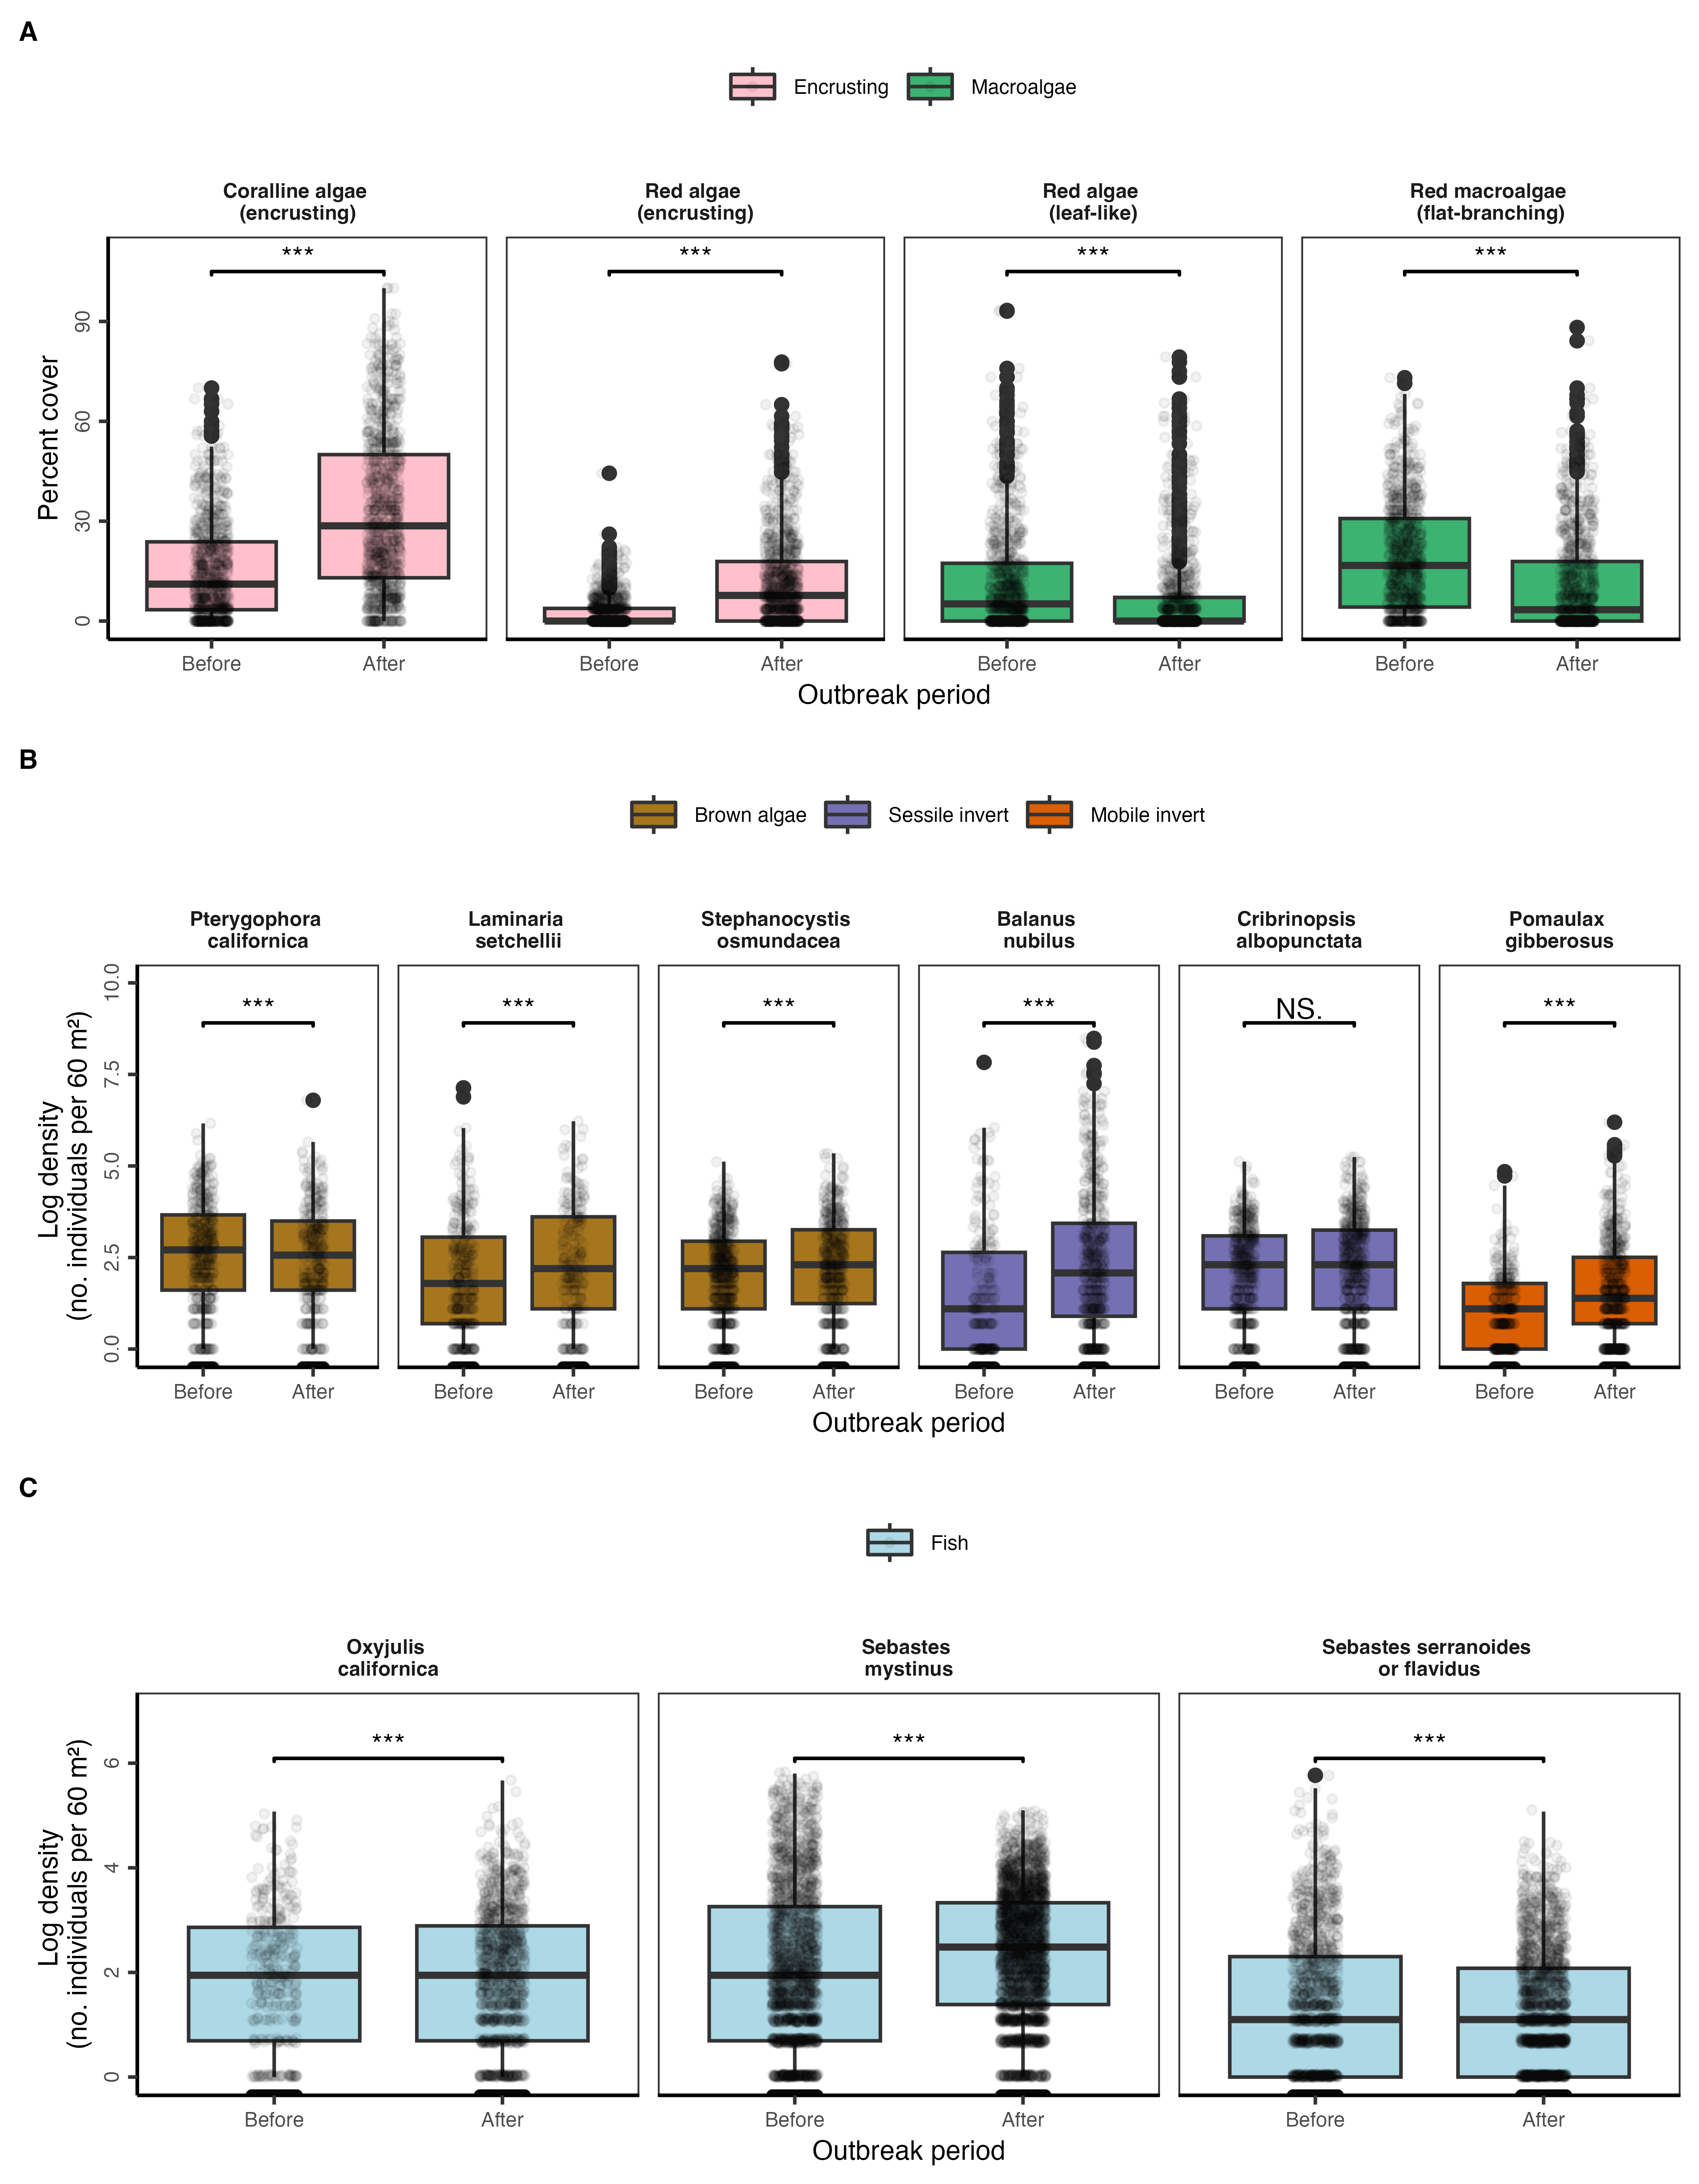 A
Encrusting Macroalgae
Coralline algae
(encrusting)
Red algae
(encrusting)
Red algae
(leaf-like)
Red macroalgae
(flat-branching)
*** *** *** ***
Percent cover
90
60
30
0
Before After Before After Before After Before After
Outbreak period
B
Brown algae Sessile invert Mobile invert
Pterygophora
californica
Laminaria
setchellii
Stephanocystis
osmundacea
Balanus
nubilus
Cribrinopsis
albopunctata
Pomaulax
gibberosus
*** *** *** *** NS. ***
Log density
(no. individuals per 60 m²)
10.0
7.5
5.0
2.5
0.0
Before After Before After Before After Before After Before After Before After
Outbreak period
C
Fish
Oxyjulis
californica
Sebastes
mystinus
Sebastes serranoides
or flavidus
*** *** ***
Log density
(no. individuals per 60 m²)
6
4
2
0
Before After Before After Before After
Outbreak period